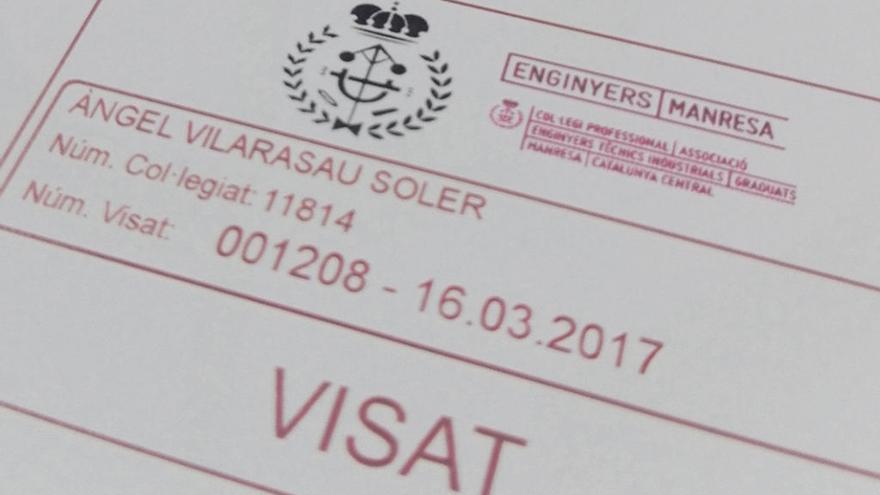 ENGINYERS MANRESA
COL·LEGI PROFESSIONAL ASSOCIACIÓ
ENGINYERS TÈCNICS INDUSTRIALS GRADUATS
MANRESA CATALUNYA CENTRAL
ÀNGEL VILARASAU SOLER
Núm. Col·legiat: 11814
Núm. Visat: 001208 - 16.03.2017
VISAT